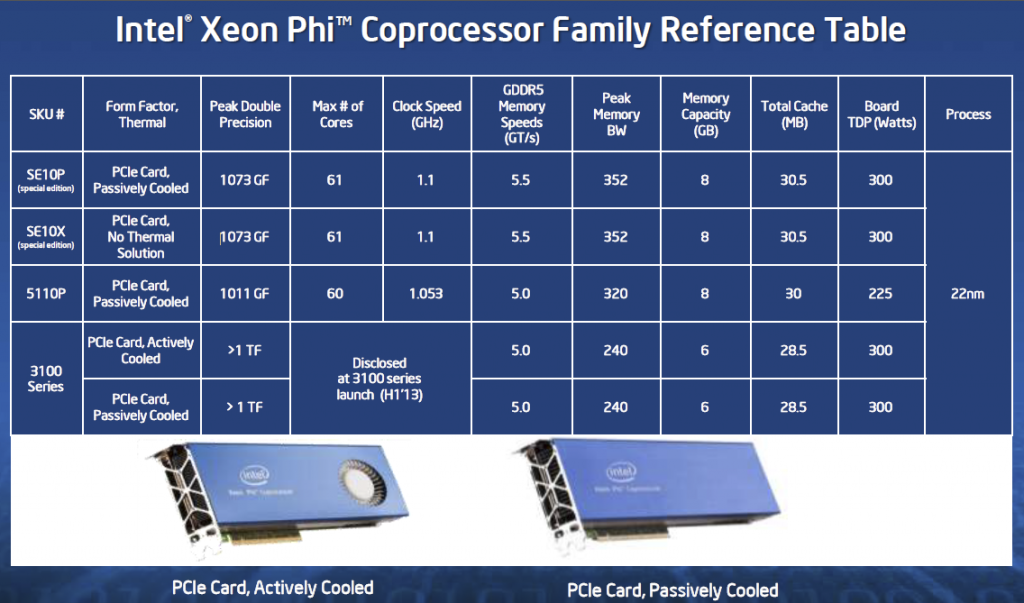 Intel® Xeon Phi™ Coprocessor Family Reference Table
SKU #
Form Factor,
Thermal
Peak Double
Precision
Max # of
Cores
Clock Speed
(GHz)
GDDR5
Memory
Speeds
(GT/s)
Peak
Memory
BW
Memory
Capacity
(GB)
Total Cache
(MB)
Board
TDP (Watts)
Process
SE10P
(special edition)
PCIe Card,
Passively Cooled
1073 GF
61
1.1
5.5
352
8
30.5
300
SE10X
(special edition)
PCIe Card,
No Thermal
Solution
1073 GF
61
1.1
5.5
352
8
30.5
300
5110P
PCIe Card,
Passively Cooled
1011 GF
60
1.053
5.0
320
8
30
225
22nm
3100
Series
PCIe Card, Actively
Cooled
>1 TF
Disclosed
at 3100 series
launch (H1'13)
5.0
240
6
28.5
300
PCIe Card,
Passively Cooled
> 1 TF
5.0
240
6
28.5
300
intel
Xeon Phi™ Coprocessor
intel
Xeon Phi™ Coprocessor
PCIe Card, Actively Cooled
PCIe Card, Passively Cooled